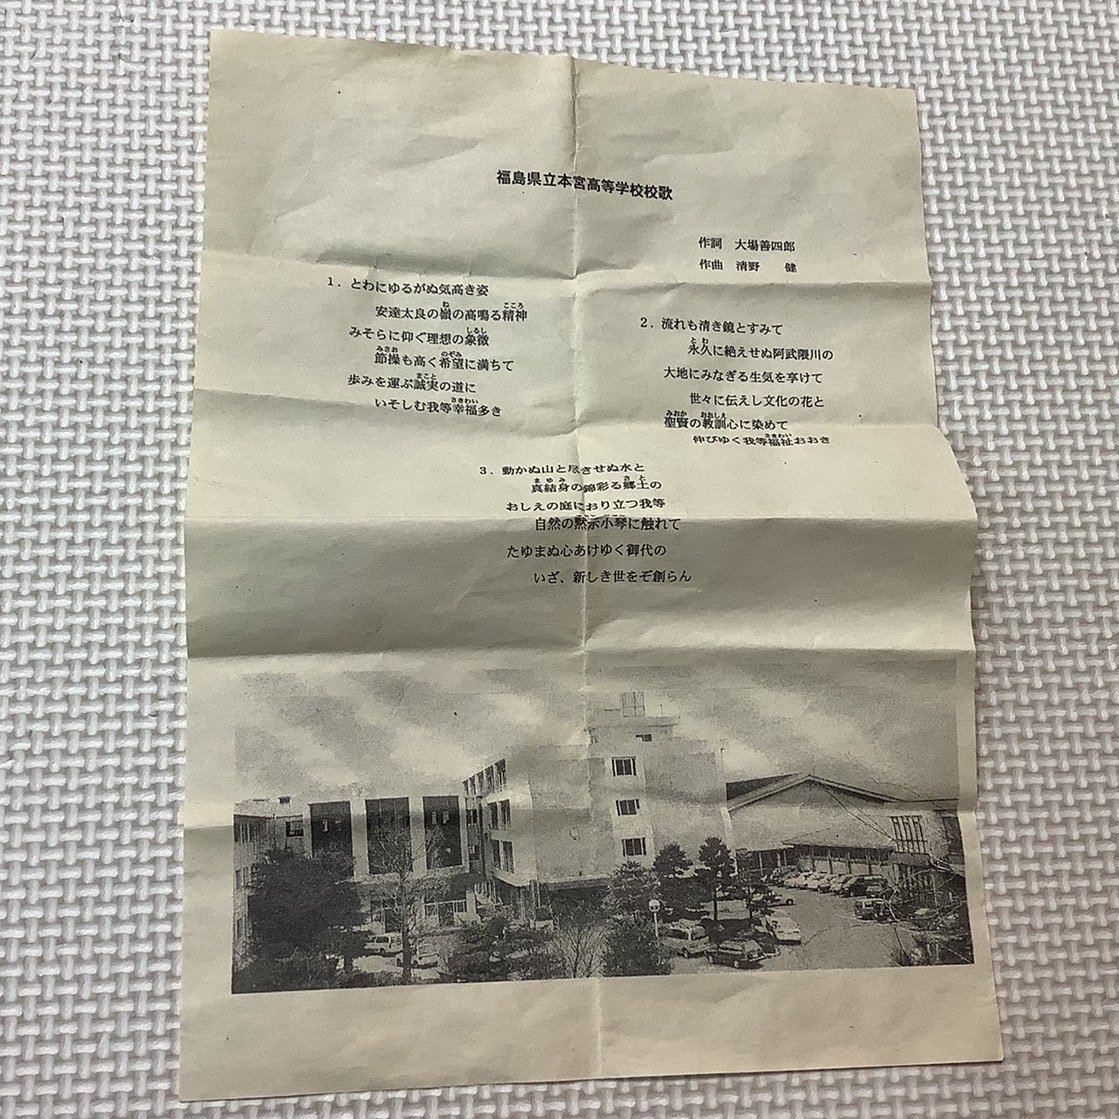 福島県立本宮高等学校校歌
作詞 大場善四郎
作曲 清野 健
1．とわにゆるがぬ気高き姿
安達太良の嶺の高鳴る精神
みそらに仰ぐ理想の象徴
節操も高く希望に満ちて
歩みを運ぶ誠実の道に
いそしむ我等幸福多き
2．流れも清き鏡とすみて
永久に絶えせぬ阿武隈川の
大地にみなぎる生気を享けて
世々に伝えし文化の花と
聖賢の教訓心に染めて
伸びゆく我等福祉おおき
3．動かぬ山と尽きせぬ水と
真結身の錦彩る郷土の
おしえの庭におり立つ我等
自然の黙示小琴に触れて
たゆまぬ心あけゆく御代の
いざ、新しき世をぞ創らん